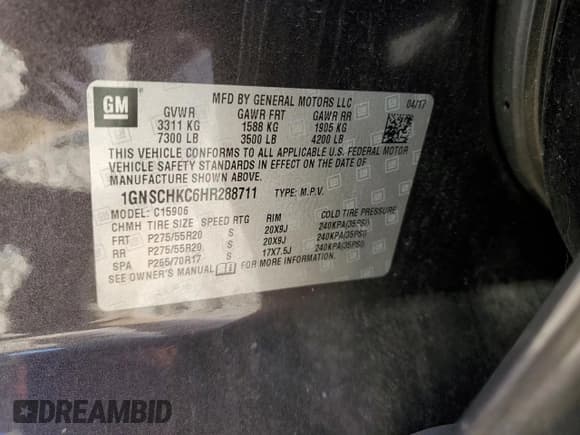 GM
MFD BY GENERAL MOTORS LLC 04/17
GVWR GAWR FRT GAWR RR
3311 KG 1588 KG 1905 KG
7300 LB 3500 LB 4200 LB
THIS VEHICLE CONFORMS TO ALL APPLICABLE U.S. FEDERAL MOTOR
VEHICLE SAFETY STANDARDS IN EFFECT ON THE DATE OF
MANUFACTURE SHOWN ABOVE.
1GNSCHKC6HR288711 TYPE: M.P.V.
MODEL: C15906
CHMH TIRE SIZE SPEED RTG RIM COLD TIRE PRESSURE
FRT P275/55R20 S 20X9J 240KPA(35PSI)
RR P275/55R20 S 20X9J 240KPA(35PSI)
SPA P265/70R17 S 17X7.5J 240KPA(35PSI)
SEE OWNER'S MANUAL FOR MORE INFORMATION.
DREAMBID